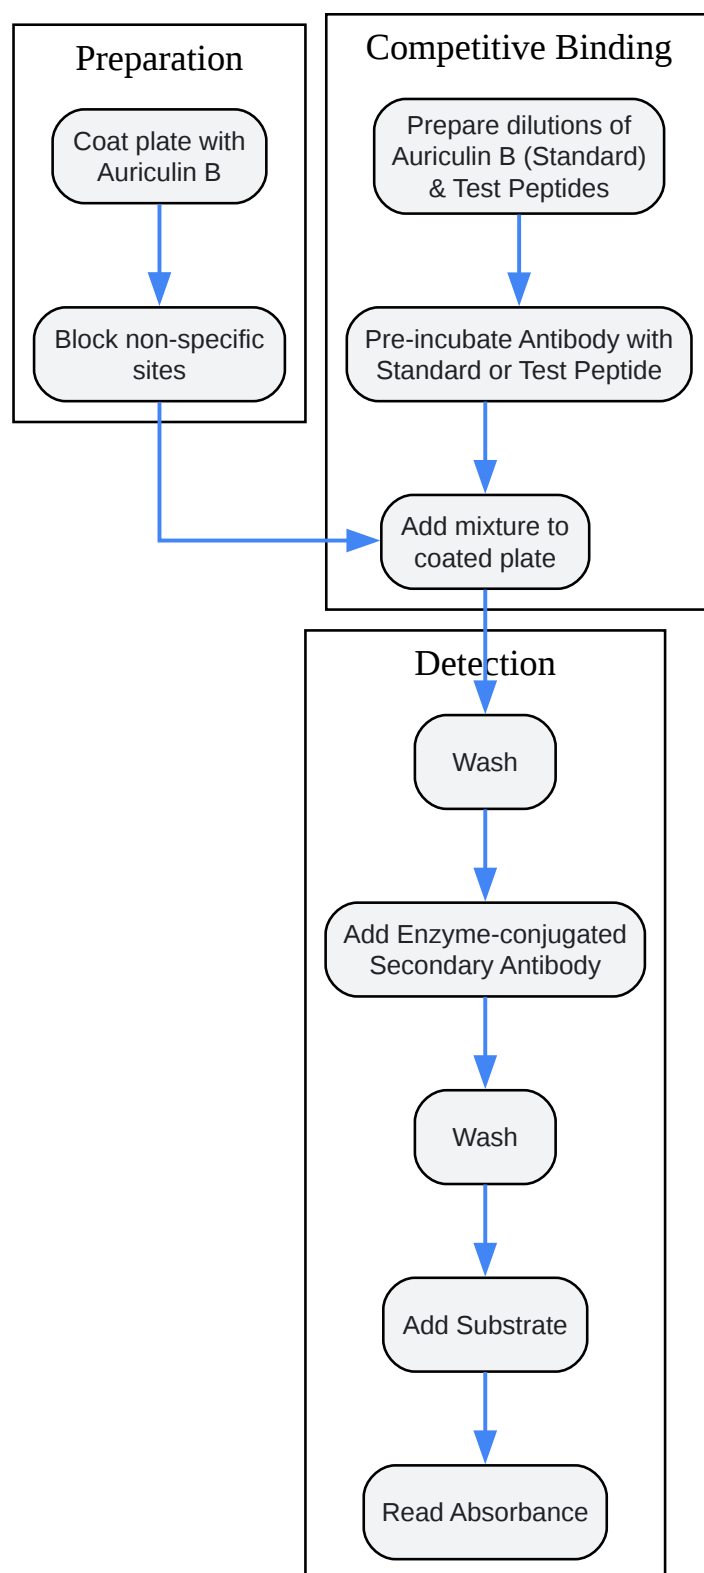 Preparation
Coat plate with
Auriculin B
Block non-specific
sites
Competitive Binding
Prepare dilutions of
Auriculin B (Standard)
& Test Peptides
Pre-incubate Antibody with
Standard or Test Peptide
Add mixture to
coated plate
Detection
Wash
Add Enzyme-conjugated
Secondary Antibody
Wash
Add Substrate
Read Absorbance